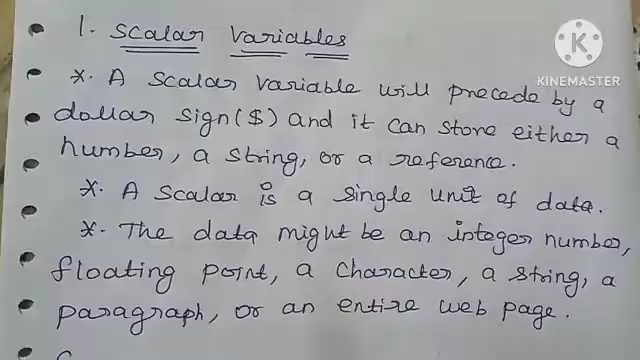 1. Scalar Variables
*. A Scalar Variable will precede by a
dollar sign($) and it can store either a
number, a string, or a reference.
*. A Scalar is a single unit of data.
*. The data might be an integer number,
floating point, a character, a string, a
paragraph, or an entire web page.
K
KINEMASTER